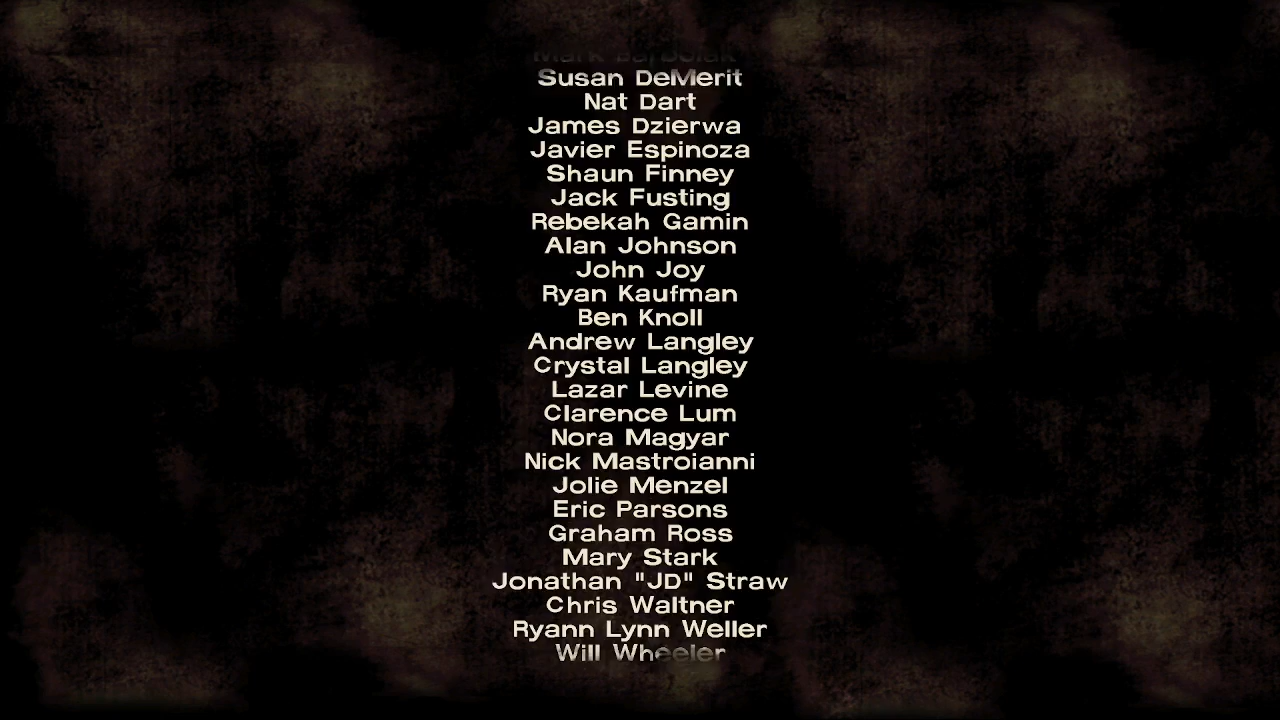 Susan DeMerit
Nat Dart
James Dzierwa
Javier Espinoza
Shaun Finney
Jack Fusting
Rebekah Gamin
Alan Johnson
John Joy
Ryan Kaufman
Ben Knoll
Andrew Langley
Crystal Langley
Lazar Levine
Clarence Lum
Nora Magyar
Nick Mastroianni
Jolie Menzel
Eric Parsons
Graham Ross
Mary Stark
Jonathan "JD" Straw
Chris Waltner
Ryann Lynn Weller
Will Wheeler